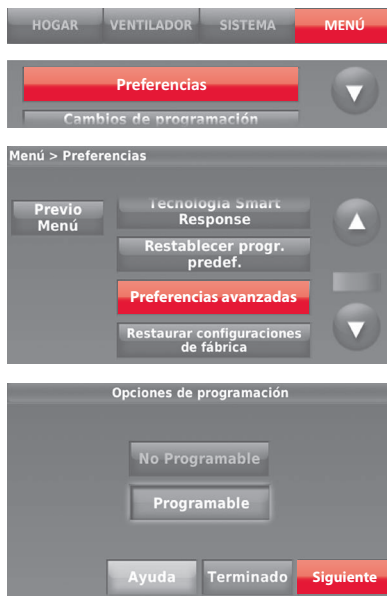 HOGAR VENTILADOR SISTEMA MENÚ
Preferencias
Cambios de programación
Menú > Preferencias
Previo
Menú
Tecnología Smart
Response
Restablecer progr.
predef.
Preferencias avanzadas
Restaurar configuraciones
de fábrica
Opciones de programación
No Programable
Programable
Ayuda Terminado Siguiente